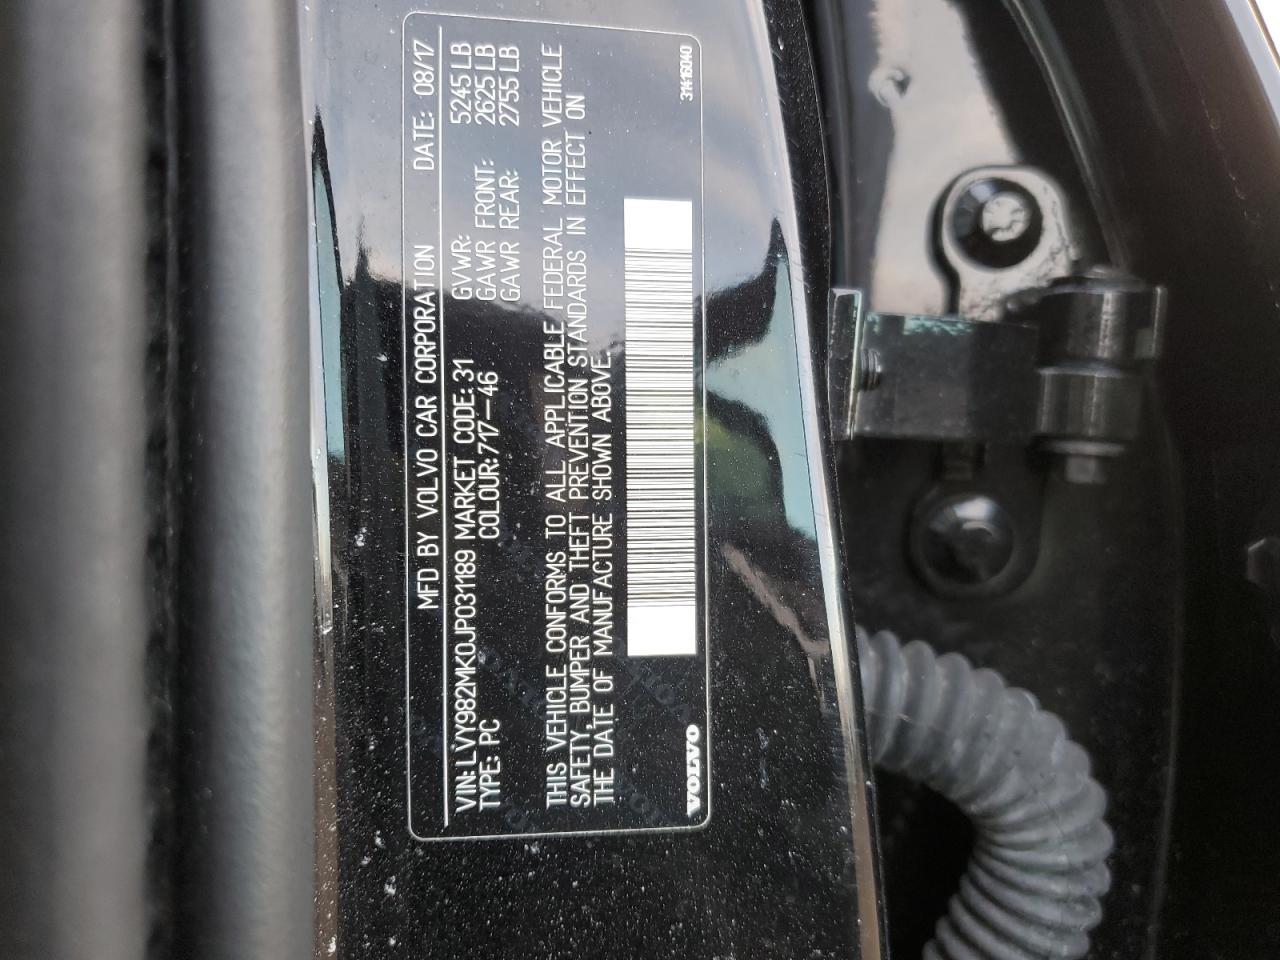 MFD BY VOLVO CAR CORPORATION DATE: 08/17
VIN: LVY982MK0JP031189 MARKET CODE: 31 GVWR: 5245 LB
TYPE: PC COLOUR: 717-46 GAWR FRONT: 2625 LB
GAWR REAR: 2755 LB
THIS VEHICLE CONFORMS TO ALL APPLICABLE FEDERAL MOTOR VEHICLE
SAFETY, BUMPER AND THEFT PREVENTION STANDARDS IN EFFECT ON
THE DATE OF MANUFACTURE SHOWN ABOVE.
VOLVO 31416040